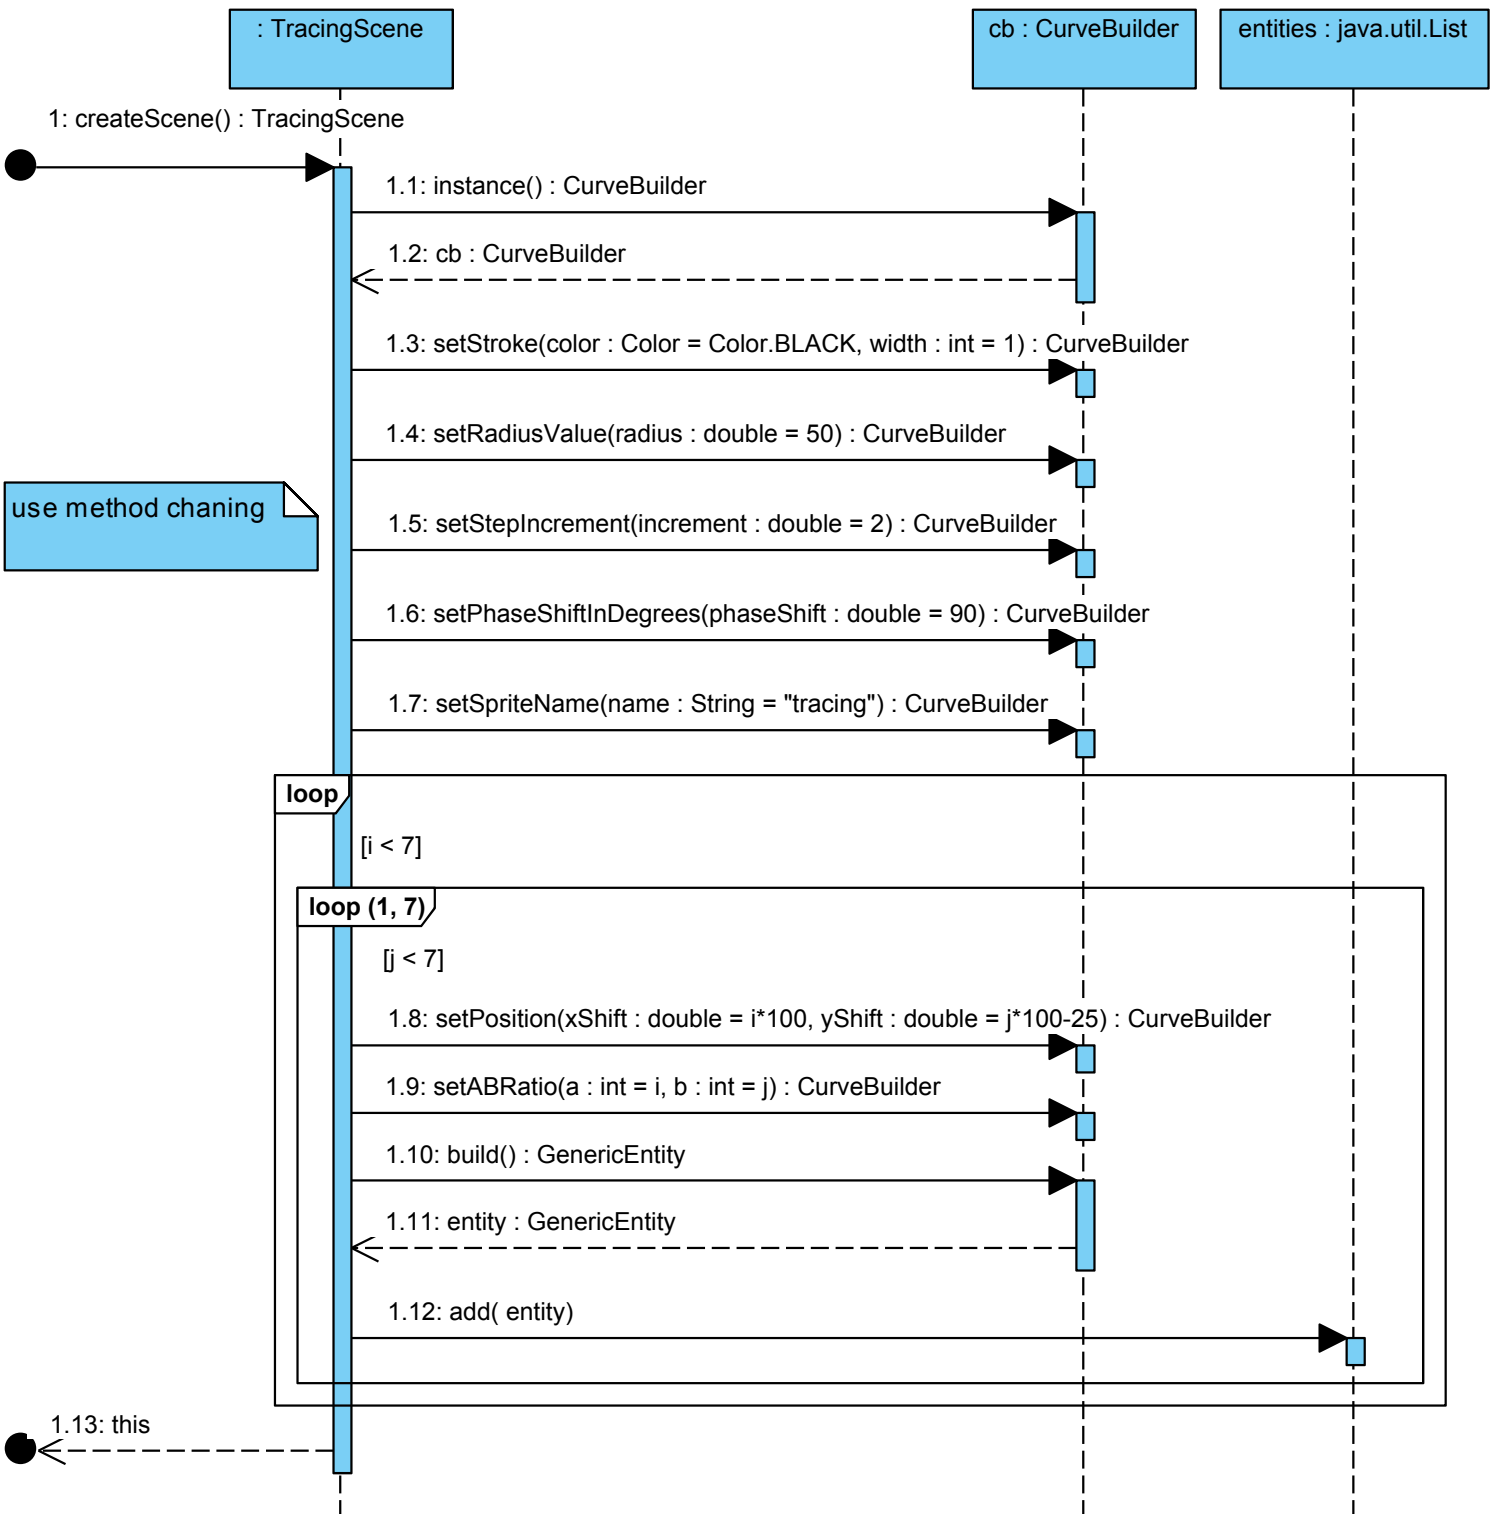 : TracingScene
cb : CurveBuilder
entities : java.util.List
1: createScene() : TracingScene
1.1: instance() : CurveBuilder
1.2: cb : CurveBuilder
1.3: setStroke(color : Color = Color.BLACK, width : int = 1) : CurveBuilder
1.4: setRadiusValue(radius : double = 50) : CurveBuilder
use method chaning
1.5: setStepIncrement(increment : double = 2) : CurveBuilder
1.6: setPhaseShiftInDegrees(phaseShift : double = 90) : CurveBuilder
1.7: setSpriteName(name : String = "tracing") : CurveBuilder
loop
[i < 7]
loop (1, 7)
[j < 7]
1.8: setPosition(xShift : double = i*100, yShift : double = j*100-25) : CurveBuilder
1.9: setABRatio(a : int = i, b : int = j) : CurveBuilder
1.10: build() : GenericEntity
1.11: entity : GenericEntity
1.12: add( entity)
1.13: this